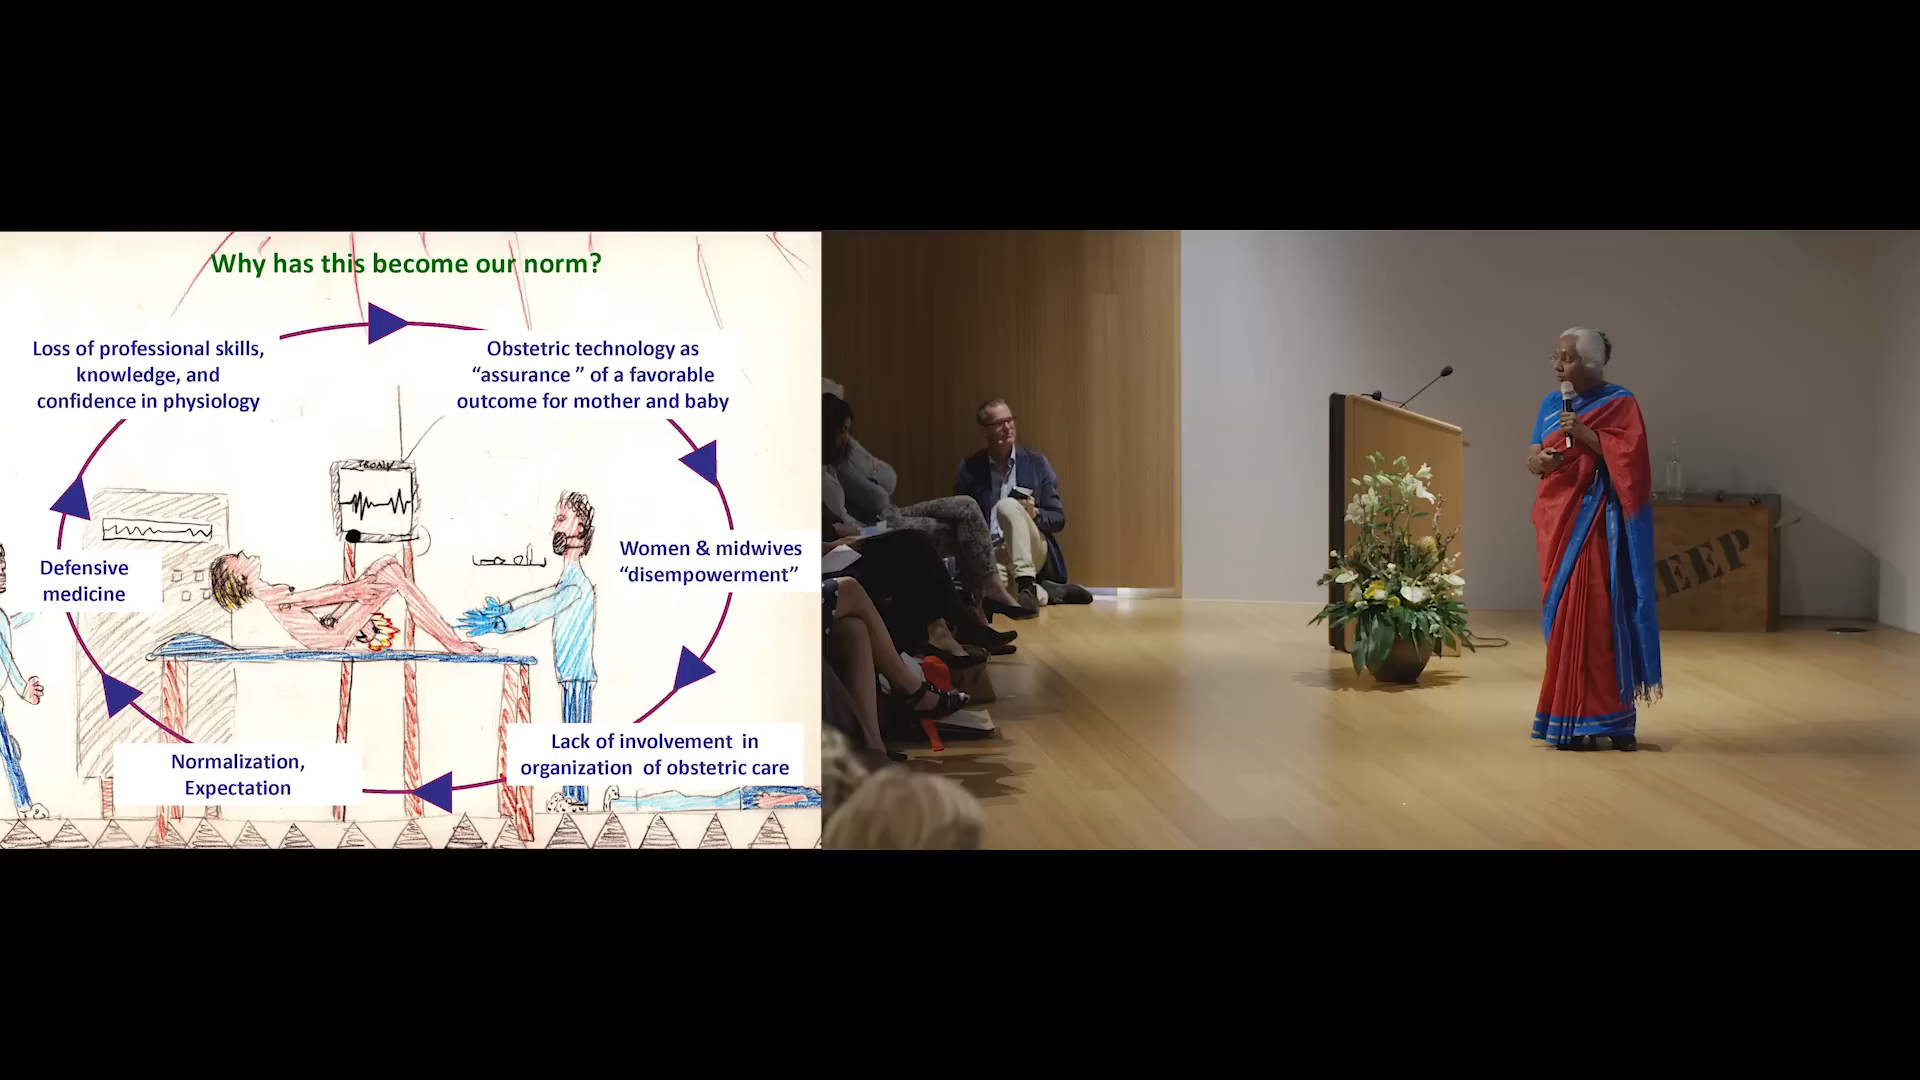 Why has this become our norm?
Loss of professional skills,
knowledge, and
confidence in physiology
Obstetric technology as
“assurance ” of a favorable
outcome for mother and baby
Women & midwives
“disempowerment”
Lack of involvement in
organization of obstetric care
Normalization,
Expectation
Defensive
medicine
EEP